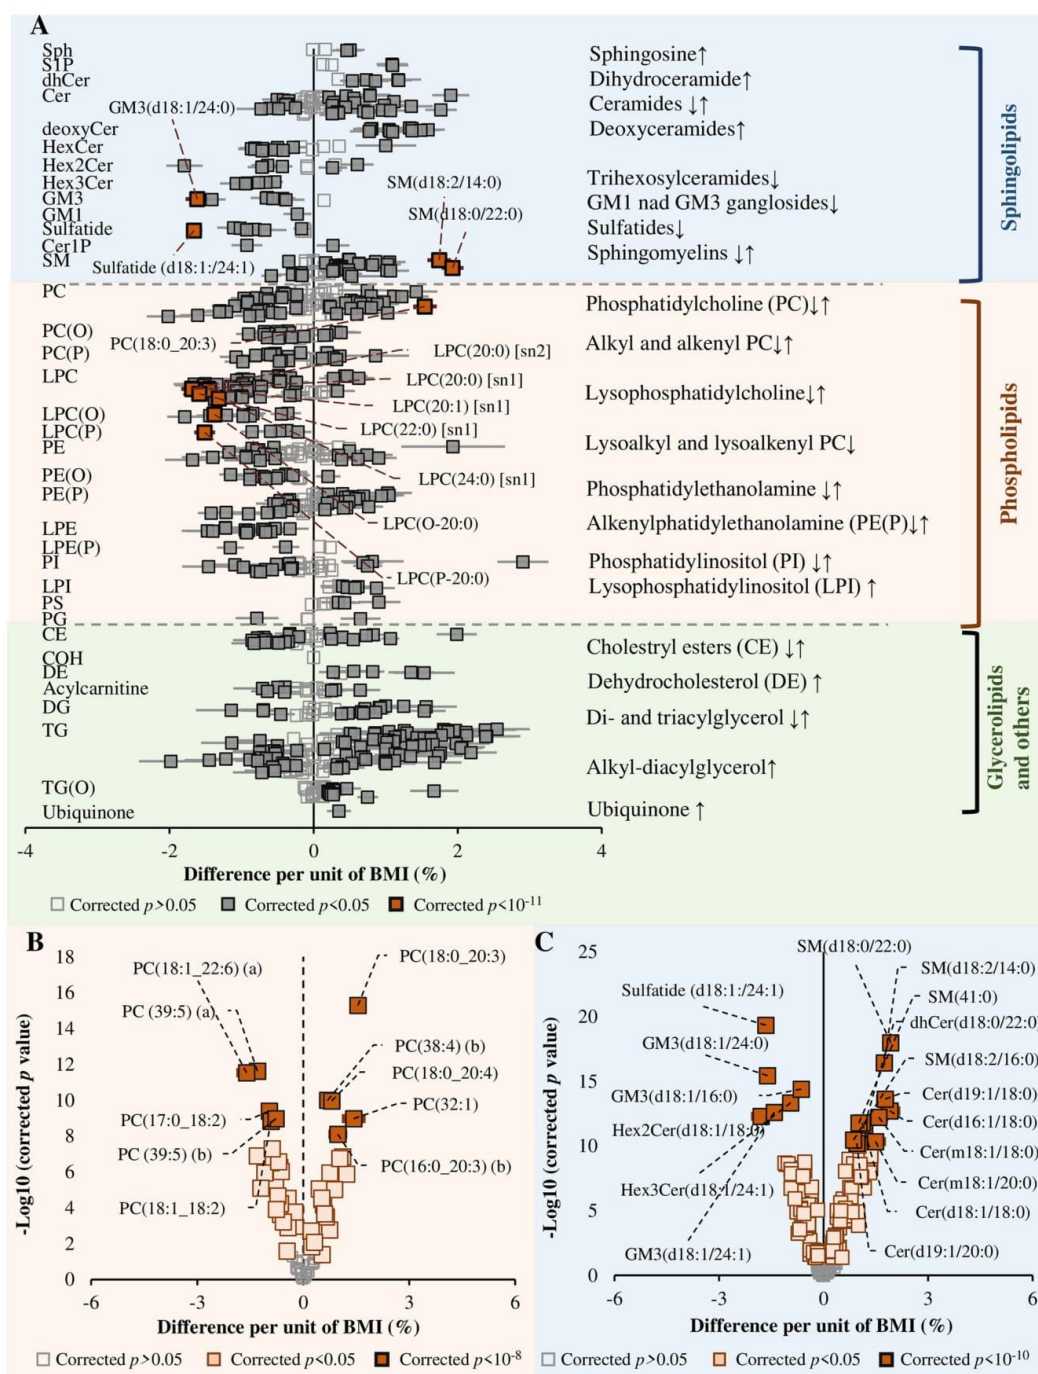 A
Sph
S1P
dhCer
Cer
GM3(d18:1/24:0)
deoxyCer
HexCer
Hex2Cer
Hex3Cer
GM3
GM1
Sulfatide
Cer1P
SM
Sulfatide (d18:1:/24:1)
SM(d18:2/14:0)
SM(d18:0/22:0)
Sphingosine↑
Dihydroceramide↑
Ceramides ↓↑
Deoxyceramides↑
Trihexosylceramides↓
GM1 nad GM3 ganglosides↓
Sulfatides↓
Sphingomyelins ↓↑
Sphingolipids
PC
PC(O)
PC(18:0_20:3)
PC(P)
LPC
LPC(O)
LPC(P)
PE
PE(O)
PE(P)
LPE
LPE(P)
PI
LPI
PS
PG
LPC(20:0) [sn2]
LPC(20:0) [sn1]
LPC(20:1) [sn1]
LPC(22:0) [sn1]
LPC(24:0) [sn1]
LPC(O-20:0)
LPC(P-20:0)
Phosphatidylcholine (PC)↓↑
Alkyl and alkenyl PC↓↑
Lysophosphatidylcholine↓↑
Lysoalkyl and lysoalkenyl PC↓
Phosphatidylethanolamine ↓↑
Alkenylphatidylethanolamine (PE(P)↓↑
Phosphatidylinositol (PI) ↓↑
Lysophosphatidylinositol (LPI) ↑
Phospholipids
CE
COH
DE
Acylcarnitine
DG
TG
TG(O)
Ubiquinone
Cholestryl esters (CE) ↓↑
Dehydrocholesterol (DE) ↑
Di- and triacylglycerol ↓↑
Alkyl-diacylglycerol↑
Ubiquinone ↑
Glycerolipids
and others
-4 -2 0 2 4
Difference per unit of BMI (%)
Corrected p>0.05 Corrected p<0.05 Corrected p<10-11
B
-Log10 (corrected p value)
18
16
14
12
10
8
6
4
2
0
PC(18:1_22:6) (a)
PC (39:5) (a)
PC(17:0_18:2)
PC (39:5) (b)
PC(18:1_18:2)
PC(18:0_20:3)
PC(38:4) (b)
PC(18:0_20:4)
PC(32:1)
PC(16:0_20:3) (b)
-6 -3 0 3 6
Difference per unit of BMI (%)
Corrected p>0.05 Corrected p<0.05 Corrected p<10-8
C
-Log10 (corrected p value)
25
20
15
10
5
0
Sulfatide (d18:1:/24:1)
GM3(d18:1/24:0)
GM3(d18:1/16:0)
Hex2Cer(d18:1/18:0)
Hex3Cer(d18:1/24:1)
GM3(d18:1/24:1)
SM(d18:0/22:0)
SM(d18:2/14:0)
SM(41:0)
dhCer(d18:0/22:0)
SM(d18:2/16:0)
Cer(d19:1/18:0)
Cer(d16:1/18:0)
Cer(m18:1/18:0)
Cer(m18:1/20:0)
Cer(d18:1/18:0)
Cer(d19:1/20:0)
-6 -3 0 3 6
Difference per unit of BMI (%)
Corrected p>0.05 Corrected p<0.05 Corrected p<10-10